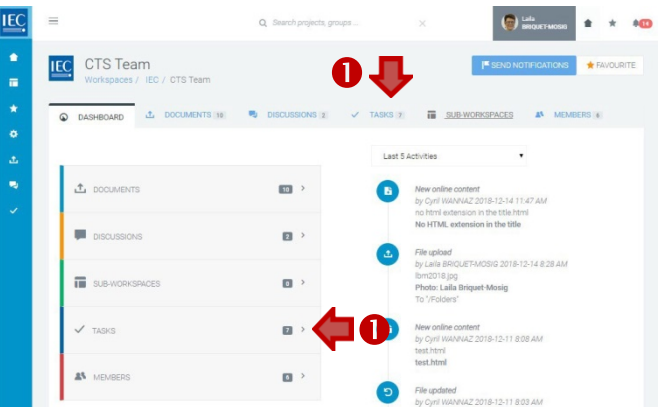 IEC
Search projects, groups ...
Laila
BRIQUET-MOSIG
14
IEC
CTS Team
Workspaces / IEC / CTS Team
1
SEND NOTIFICATIONS
FAVOURITE
DASHBOARD
DOCUMENTS 10
DISCUSSIONS 2
TASKS 7
SUB-WORKSPACES
MEMBERS 6
Last 5 Activities
DOCUMENTS 10
DISCUSSIONS 2
SUB-WORKSPACES 0
TASKS 7
1
MEMBERS 6
New online content
by Cyril WANNAZ 2018-12-14 11:47 AM
no html extension in the title.html
No HTML extension in the title
File upload
by Laila BRIQUET-MOSIG 2018-12-14 8:28 AM
lbm2018.jpg
Photo: Laila Briquet-Mosig
To "/Folders"
New online content
by Cyril WANNAZ 2018-12-11 8:08 AM
test.html
test.html
File updated
by Cyril WANNAZ 2018-12-11 8:03 AM